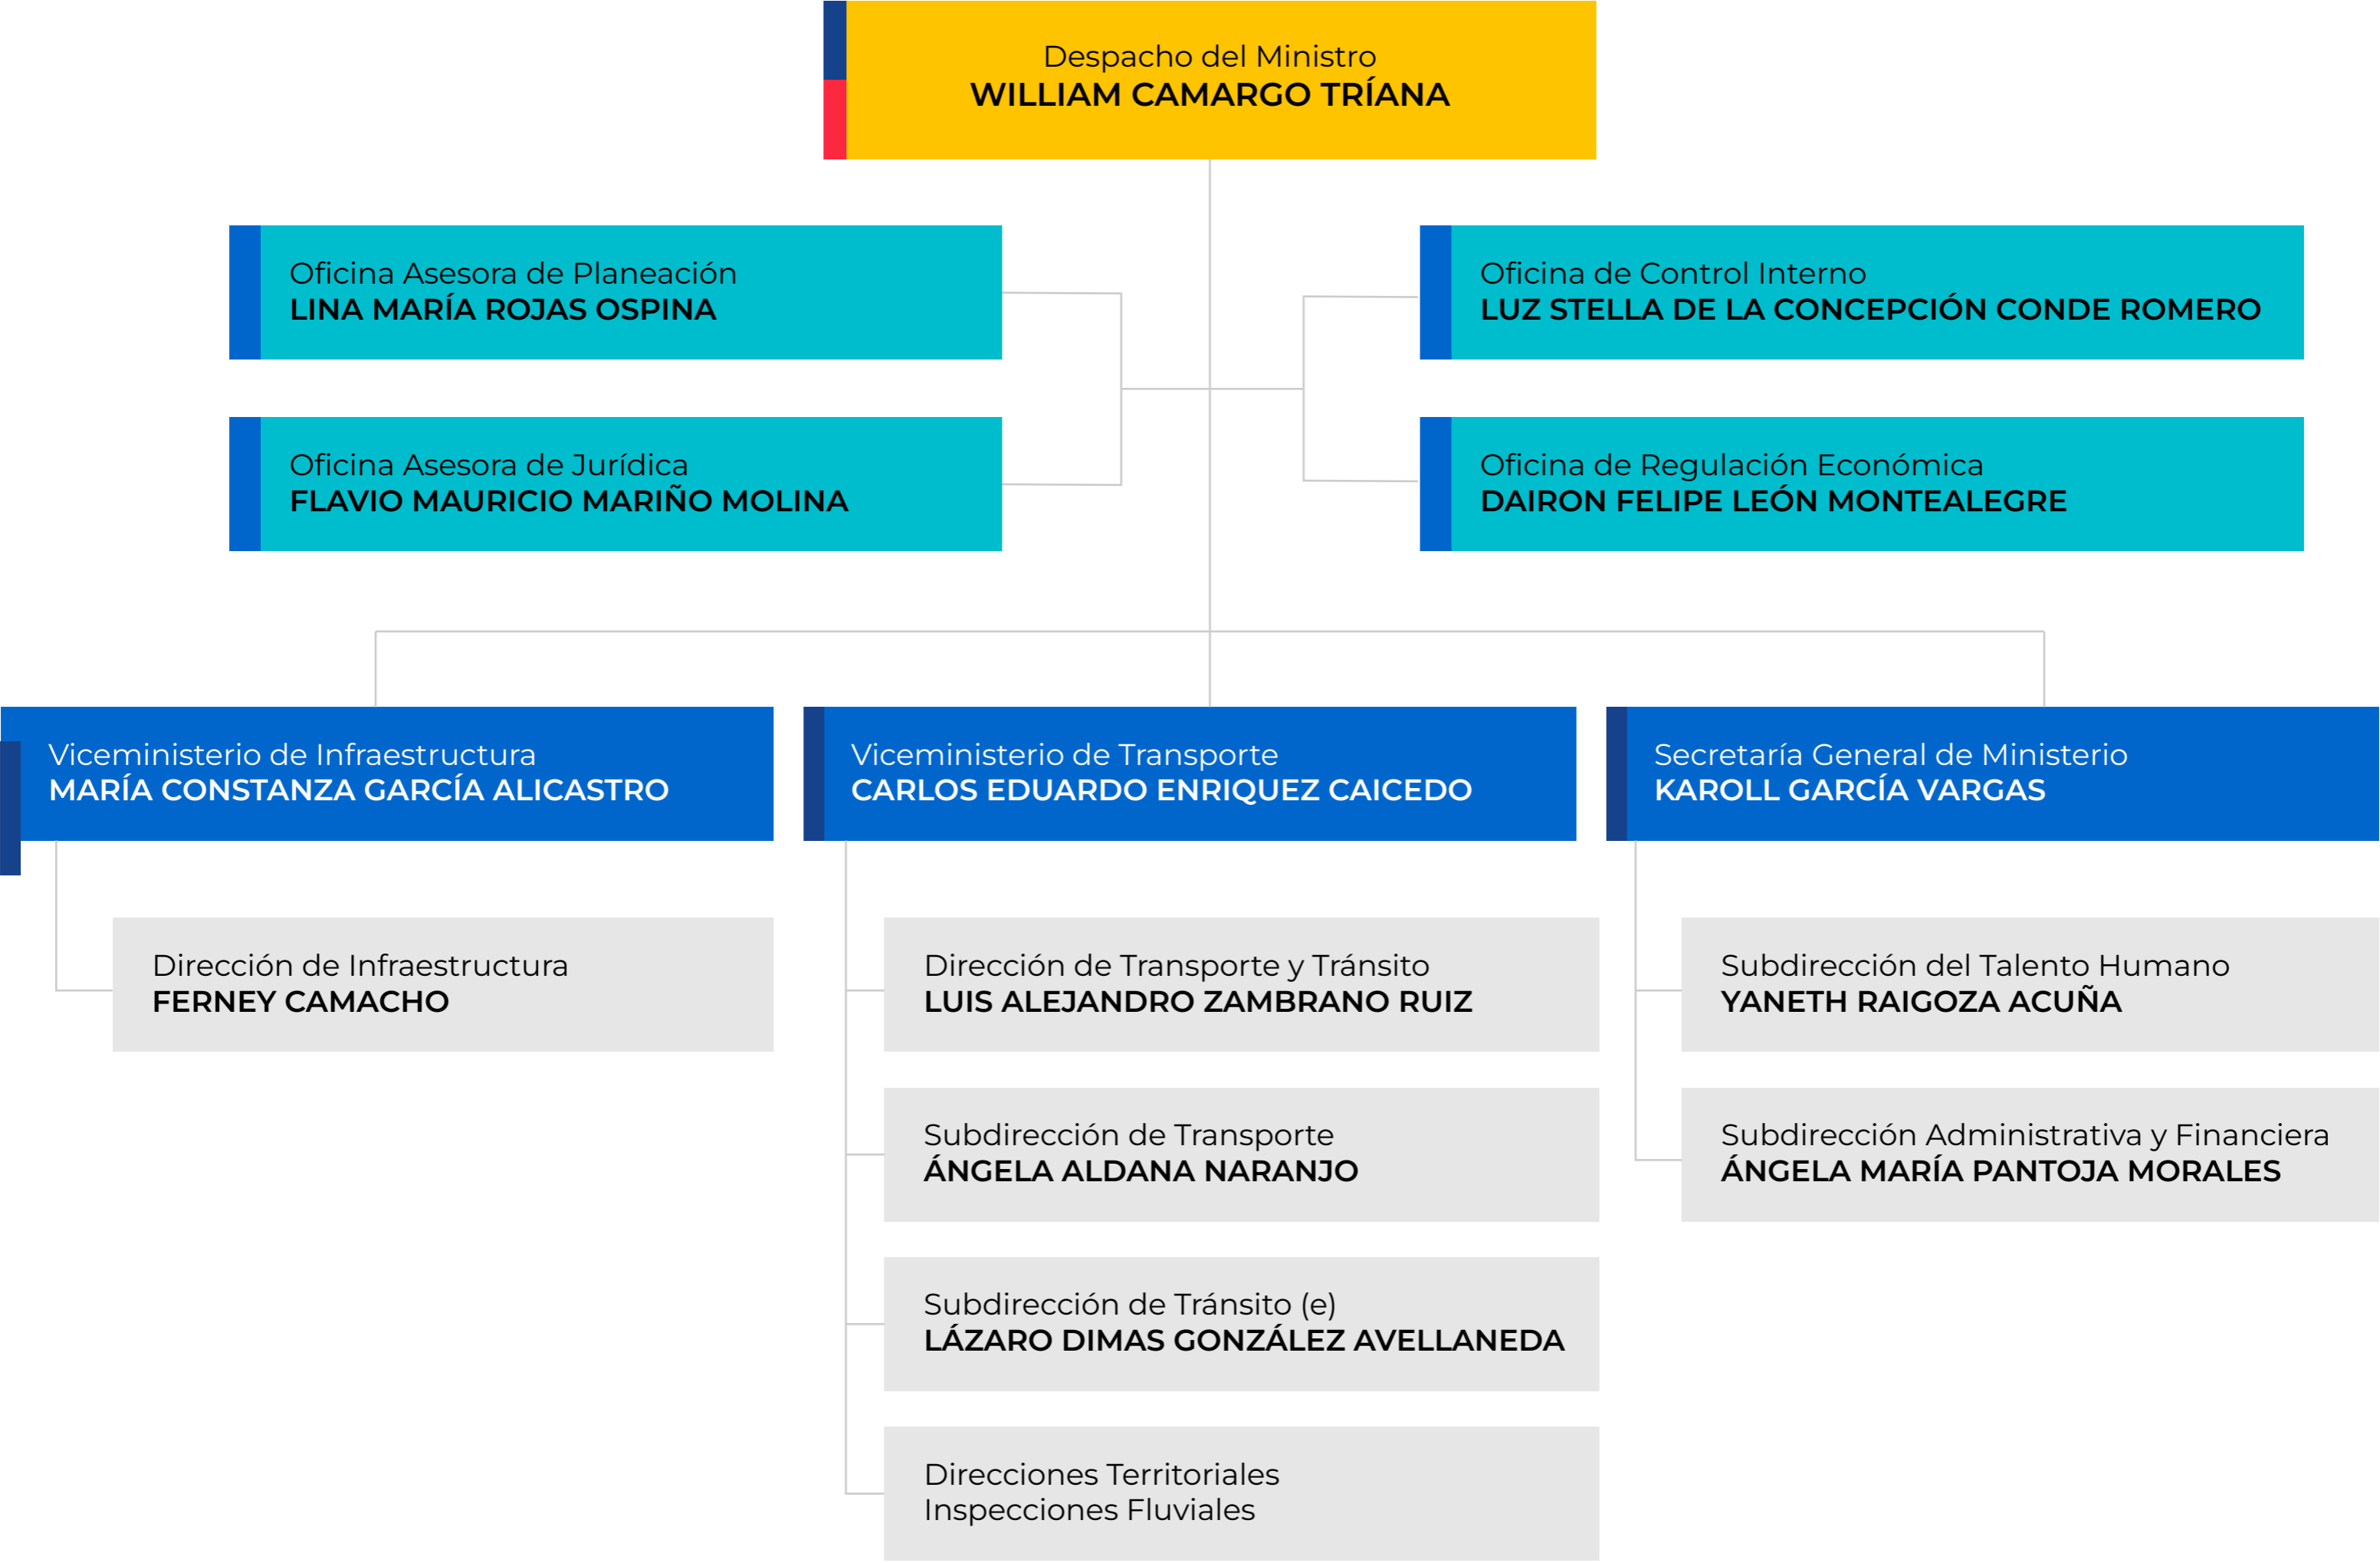 Despacho del Ministro
WILLIAM CAMARGO TRÍANA
Oficina Asesora de Planeación
LINA MARÍA ROJAS OSPINA
Oficina de Control Interno
LUZ STELLA DE LA CONCEPCIÓN CONDE ROMERO
Oficina Asesora de Jurídica
FLAVIO MAURICIO MARIÑO MOLINA
Oficina de Regulación Económica
DAIRON FELIPE LEÓN MONTEALEGRE
Viceministerio de Infraestructura
MARÍA CONSTANZA GARCÍA ALICASTRO
Viceministerio de Transporte
CARLOS EDUARDO ENRIQUEZ CAICEDO
Secretaría General de Ministerio
KAROLL GARCÍA VARGAS
Dirección de Infraestructura
FERNEY CAMACHO
Dirección de Transporte y Tránsito
LUIS ALEJANDRO ZAMBRANO RUIZ
Subdirección de Transporte
ÁNGELA ALDANA NARANJO
Subdirección de Tránsito (e)
LÁZARO DIMAS GONZÁLEZ AVELLANEDA
Direcciones Territoriales
Inspecciones Fluviales
Subdirección del Talento Humano
YANETH RAIGOZA ACUÑA
Subdirección Administrativa y Financiera
ÁNGELA MARÍA PANTOJA MORALES